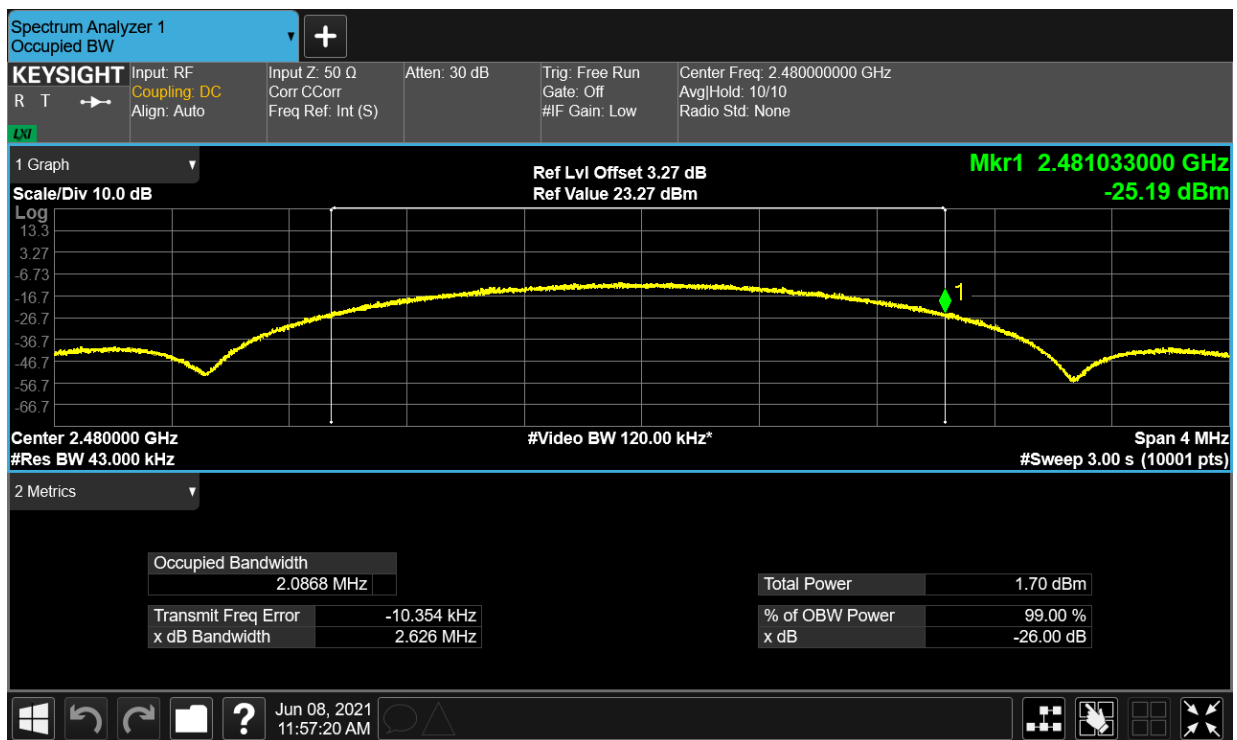 Spectrum Analyzer 1
Occupied BW
KEYSIGHT
R T
LXI
Input: RF
Coupling: DC
Align: Auto
Input Z: 50 Ω
Corr CCorr
Freq Ref: Int (S)
Atten: 30 dB
Trig: Free Run
Gate: Off
#IF Gain: Low
Center Freq: 2.480000000 GHz
Avg|Hold: 10/10
Radio Std: None
1 Graph
Scale/Div 10.0 dB
Ref Lvl Offset 3.27 dB
Ref Value 23.27 dBm
Mkr1 2.481033000 GHz
-25.19 dBm
Log
13.3
3.27
-6.73
-16.7
-26.7
-36.7
-46.7
-56.7
-66.7
1
Center 2.480000 GHz
#Video BW 120.00 kHz*
Span 4 MHz
#Res BW 43.000 kHz
#Sweep 3.00 s (10001 pts)
2 Metrics
Occupied Bandwidth
2.0868 MHz
Total Power 1.70 dBm
Transmit Freq Error -10.354 kHz
% of OBW Power 99.00 %
x dB Bandwidth 2.626 MHz
x dB -26.00 dB
?
Jun 08, 2021
11:57:20 AM